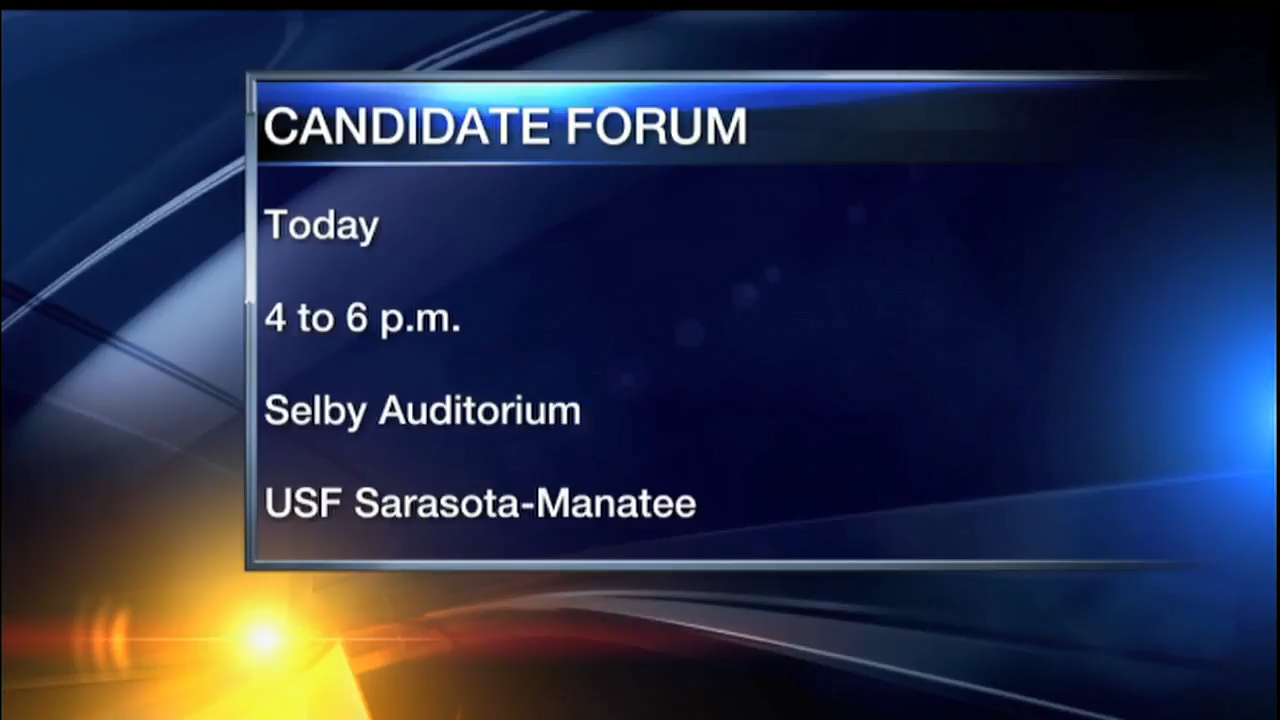 CANDIDATE FORUM
Today
4 to 6 p.m.
Selby Auditorium
USF Sarasota-Manatee